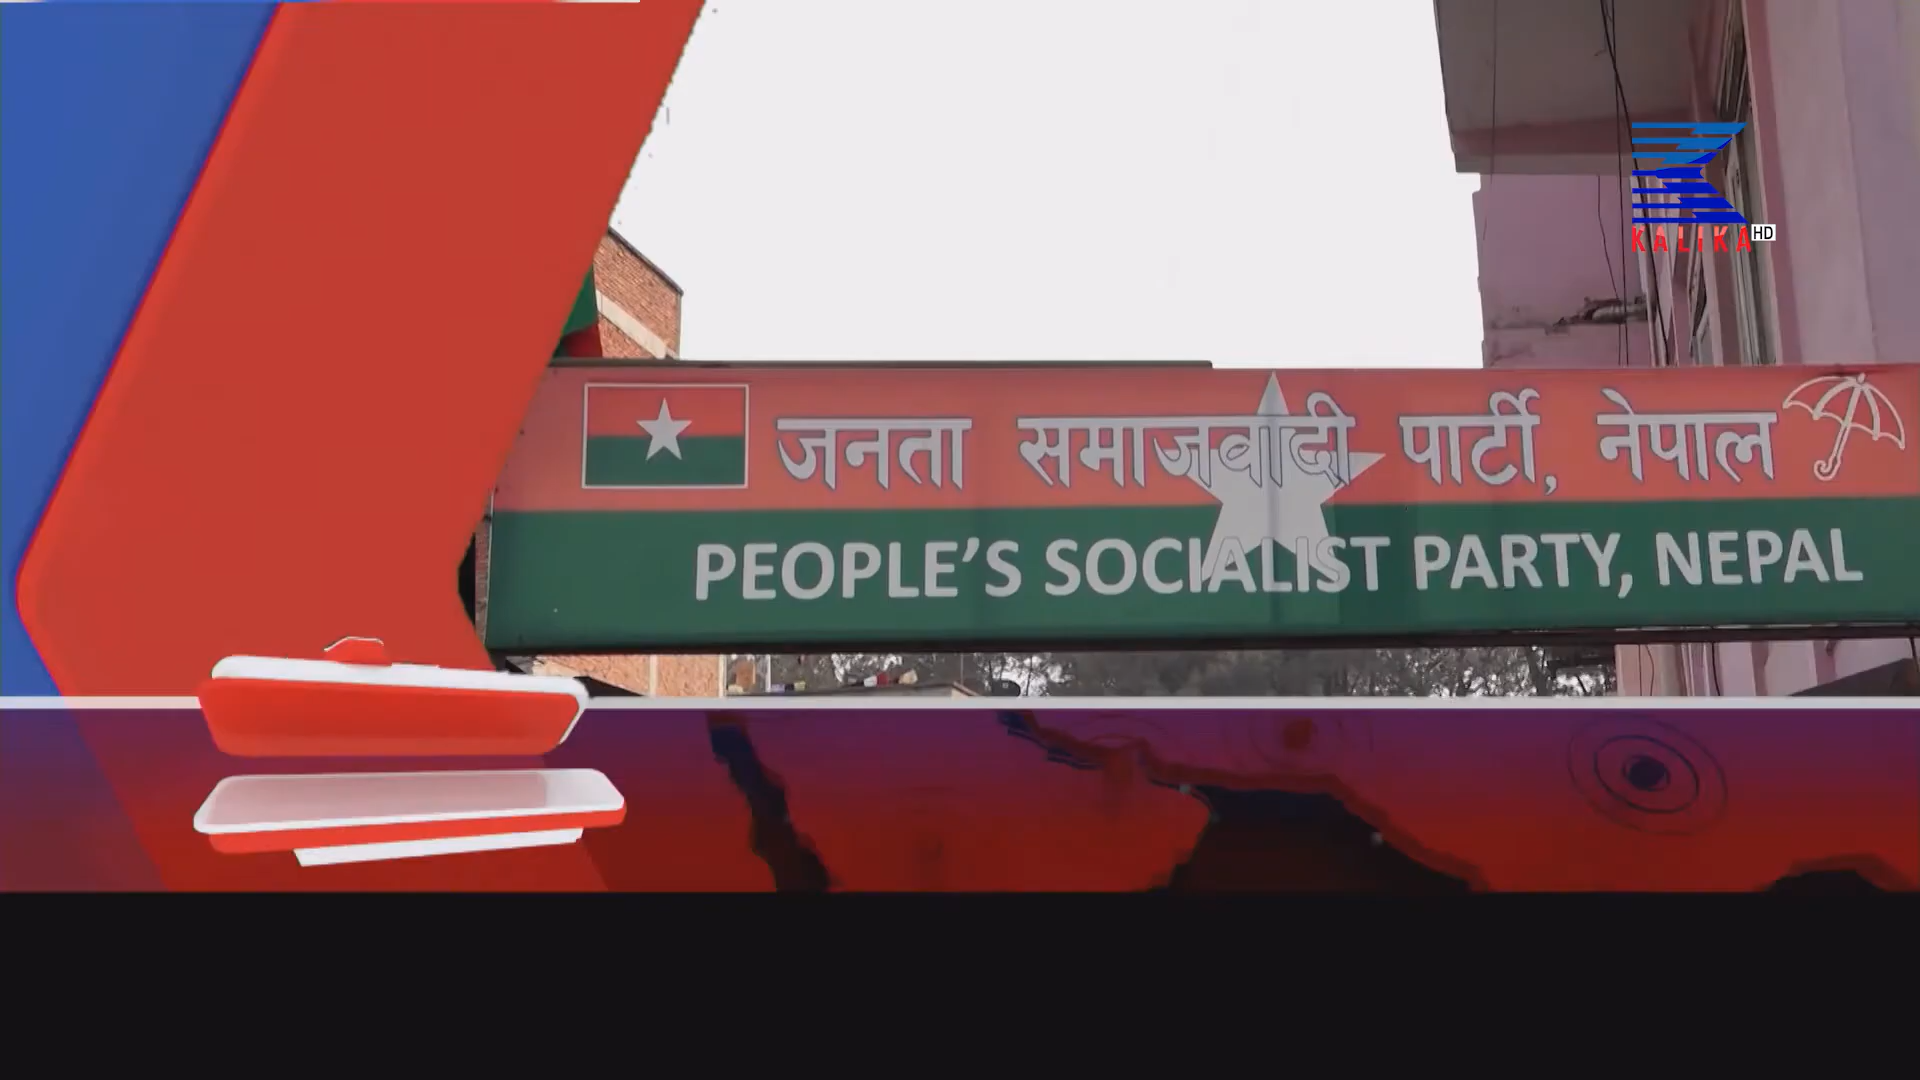 KALIKA HD
जनता समाजवादी पार्टी, नेपाल
PEOPLE'S SOCIALIST PARTY, NEPAL